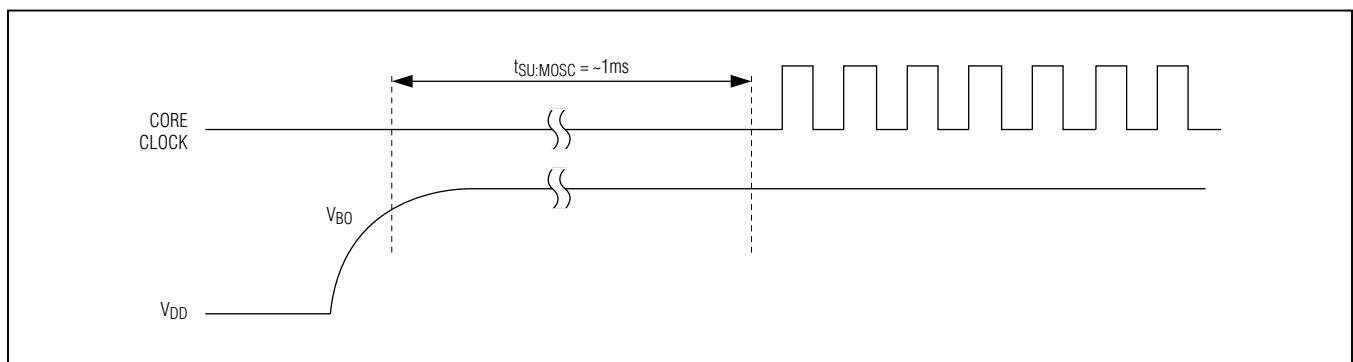 tSU:MOSC = ~1ms
CORE
CLOCK
VBO
VDD